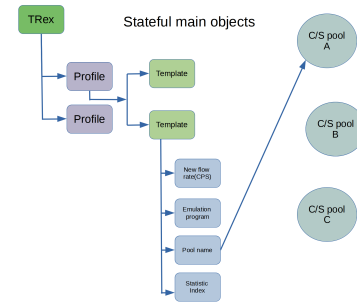 TRex
Stateful main objects
C/S pool
A
Profile
Template
Profile
Template
C/S pool
B
New flow
rate(CPS)
Emulation
program
C/S pool
C
Pool name
Statistic
Index